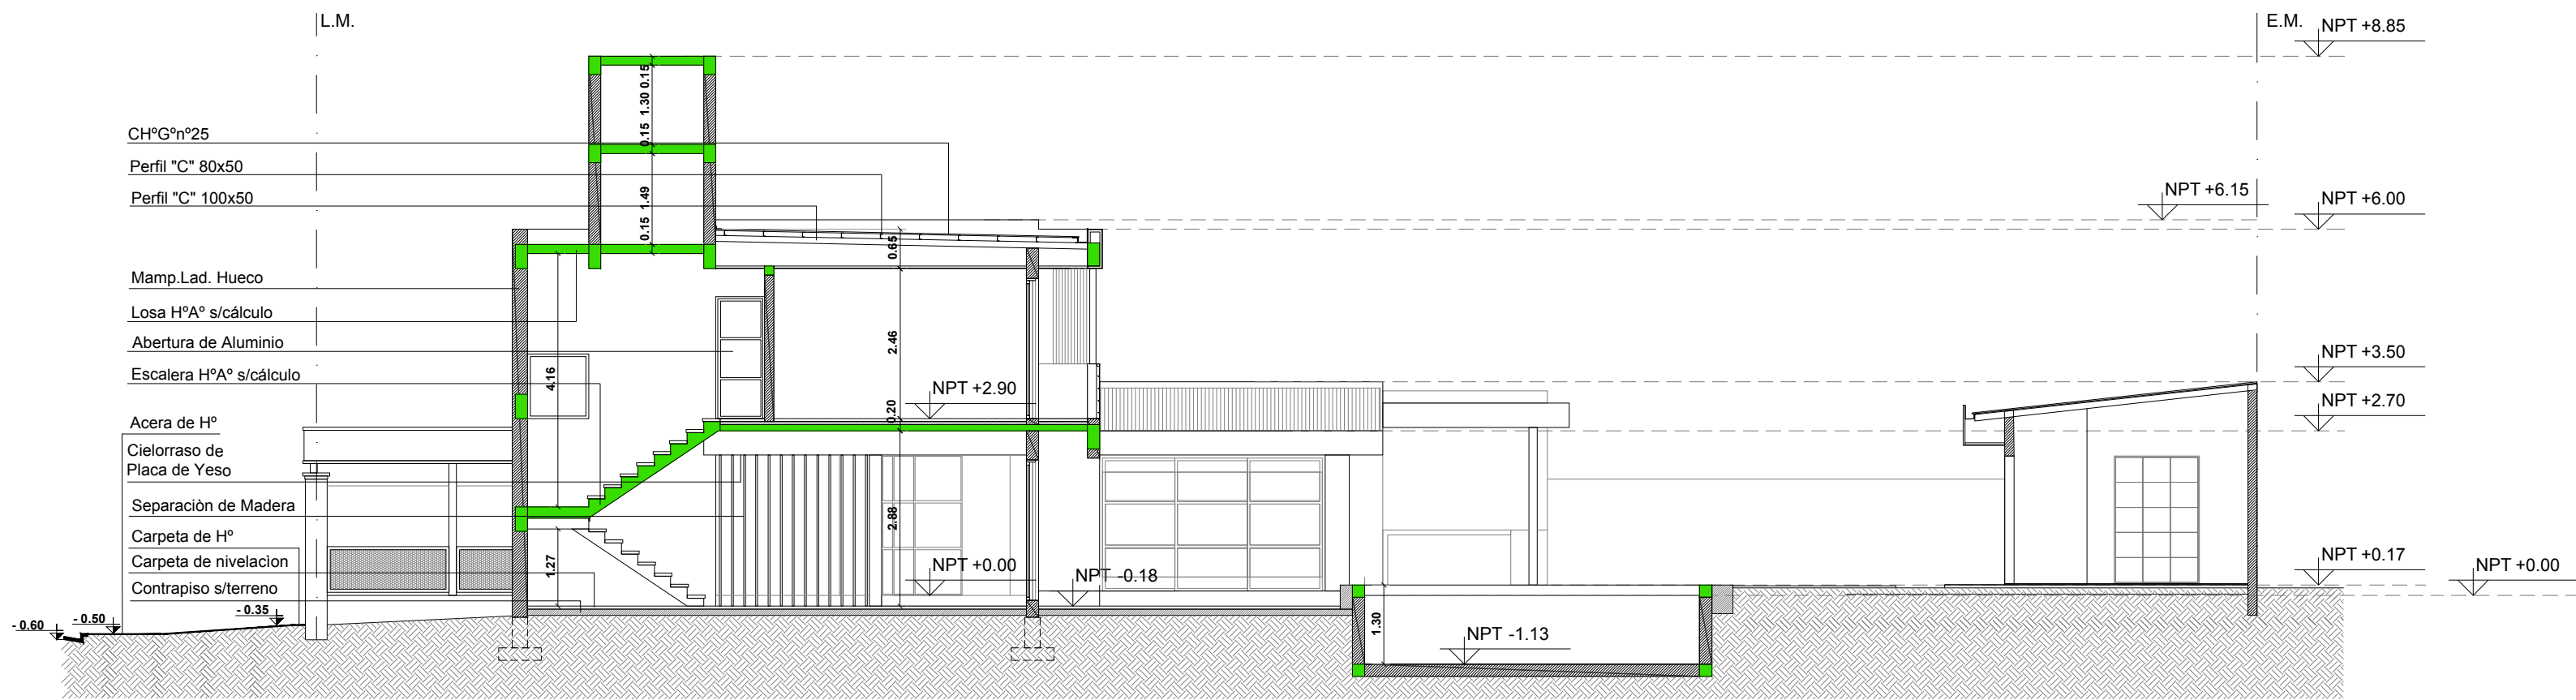 L.M.
E.M.
NPT +8.85
0.15
1.30
0.15
CHºGºnº25
Perfil "C" 80x50
Perfil "C" 100x50
1.49
0.15
NPT +6.15
NPT +6.00
0.65
Mamp.Lad. Hueco
Losa HºAº s/cálculo
Abertura de Aluminio
Escalera HºAº s/cálculo
4.16
2.46
NPT +2.90
0.20
NPT +3.50
NPT +2.70
Acera de Hº
Cielorraso de
Placa de Yeso
Separaciòn de Madera
Carpeta de Hº
Carpeta de nivelacìon
Contrapiso s/terreno
1.27
2.88
NPT +0.00
NPT -0.18
NPT +0.17
NPT +0.00
- 0.60
- 0.50
- 0.35
1.30
NPT -1.13